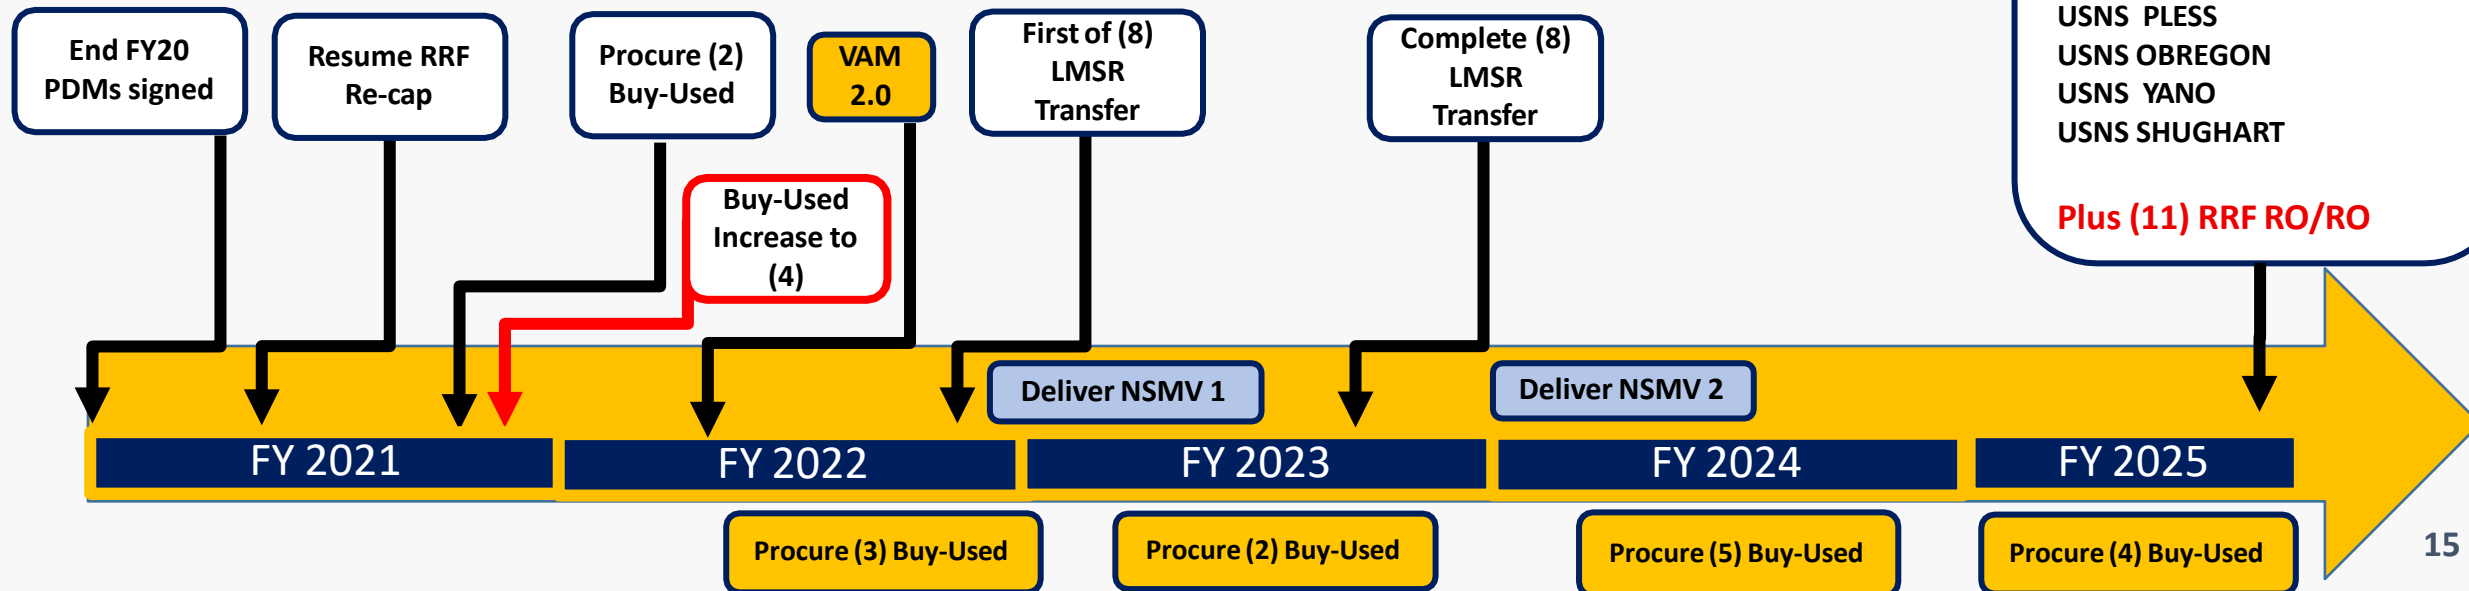 End FY20
PDMs signed
Resume RRF
Re-cap
Procure (2)
Buy-Used
VAM
2.0
First of (8)
LMSR
Transfer
Complete (8)
LMSR
Transfer
USNS PLESS
USNS OBREGON
USNS YANO
USNS SHUGHART
Plus (11) RRF RO/RO
Buy-Used
Increase to
(4)
Deliver NSMV 1
Deliver NSMV 2
FY 2021
FY 2022
FY 2023
FY 2024
FY 2025
Procure (3) Buy-Used
Procure (2) Buy-Used
Procure (5) Buy-Used
Procure (4) Buy-Used
15